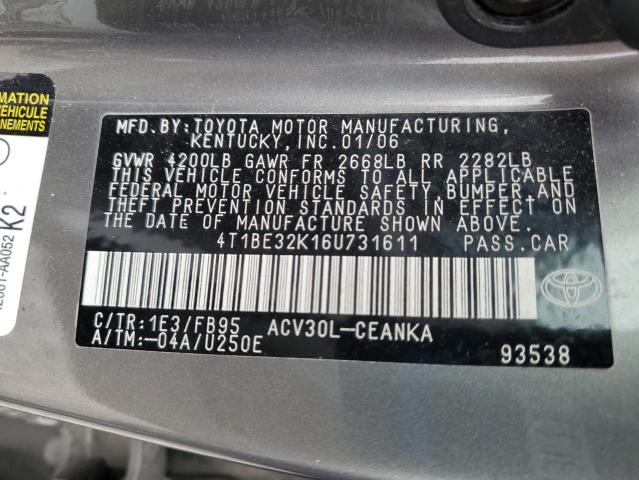 MATION
VEHICULE
NEMENTS
K2
MFD.BY:TOYOTA MOTOR MANUFACTURING,
KENTUCKY,INC.01/06
GVWR 4200LB GAWR FR 2668LB RR 2282LB
THIS VEHICLE CONFORMS TO ALL APPLICABLE
FEDERAL MOTOR VEHICLE SAFETY, BUMPER AND
THEFT PREVENTION STANDARDS IN EFFECT ON
THE DATE OF MANUFACTURE SHOWN ABOVE.
4T1BE32K16U731611 PASS.CAR
C/TR:1E3/FB95 ACV30L-CEANKA
A/TM:-04A/U250E
93538